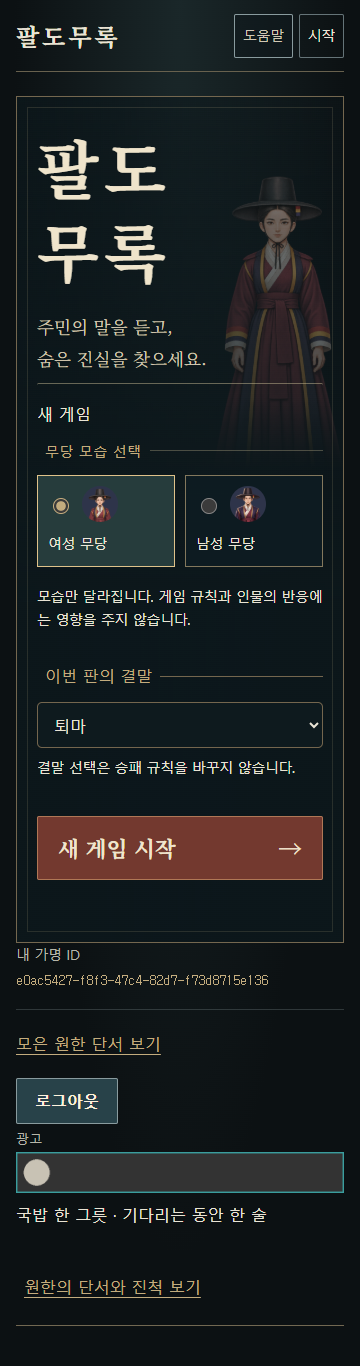 팔도무록
도움말
시작
팔도
무록
주민의 말을 듣고,
숨은 진실을 찾으세요.
새 게임
무당 모습 선택
여성 무당
남성 무당
모습만 달라집니다. 게임 규칙과 인물의 반응에
는 영향을 주지 않습니다.
이번 판의 결말
퇴마
결말 선택은 승패 규칙을 바꾸지 않습니다.
새 게임 시작 →
내 가명 ID
e0ac5427-f8f3-47c4-82d7-f73d8715e136
모은 원한 단서 보기
로그아웃
광고
국밥 한 그릇 · 기다리는 동안 한 술
원한의 단서와 진척 보기